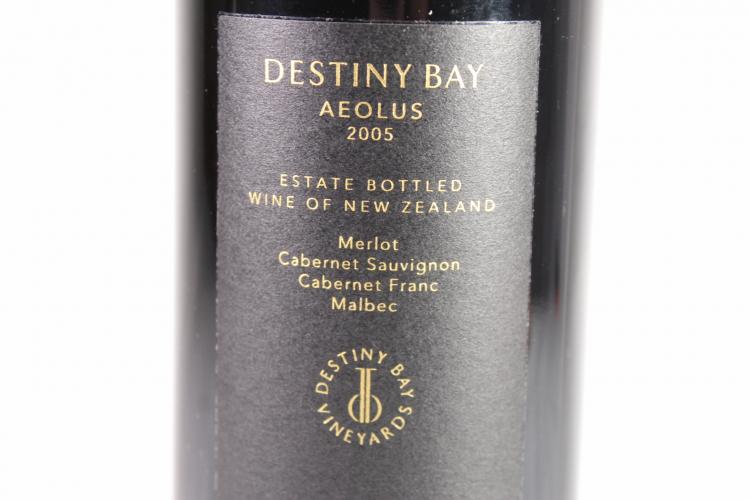 DESTINY BAY
AEOLUS
2005
ESTATE BOTTLED
WINE OF NEW ZEALAND
Merlot
Cabernet Sauvignon
Cabernet Franc
Malbec
DESTINY BAY
VINEYARDS